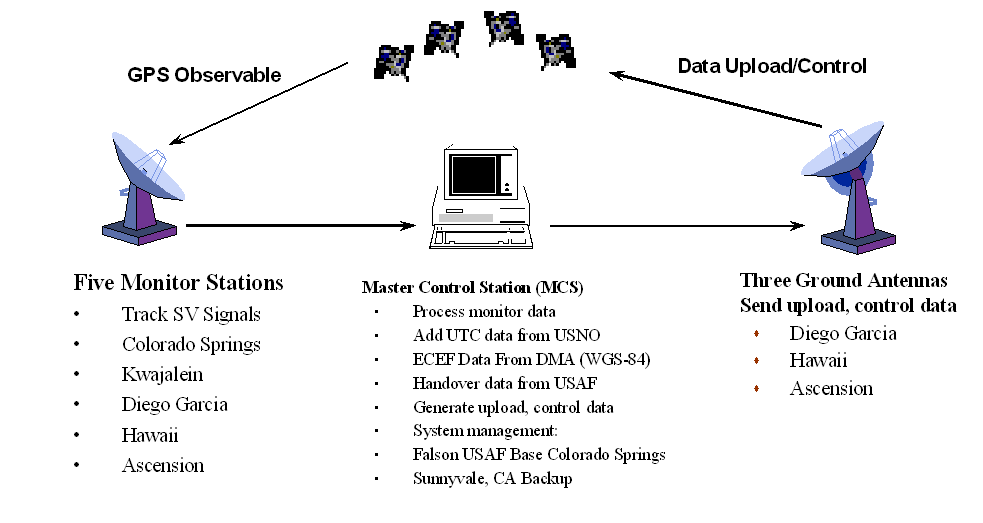 GPS Observable
Data Upload/Control
Five Monitor Stations
• Track SV Signals
• Colorado Springs
• Kwajalein
• Diego Garcia
• Hawaii
• Ascension
Master Control Station (MCS)
• Process monitor data
• Add UTC data from USNO
• ECEF Data From DMA (WGS-84)
• Handover data from USAF
• Generate upload, control data
• System management:
• Falson USAF Base Colorado Springs
• Sunnyvale, CA Backup
Three Ground Antennas
Send upload, control data
♦ Diego Garcia
♦ Hawaii
♦ Ascension